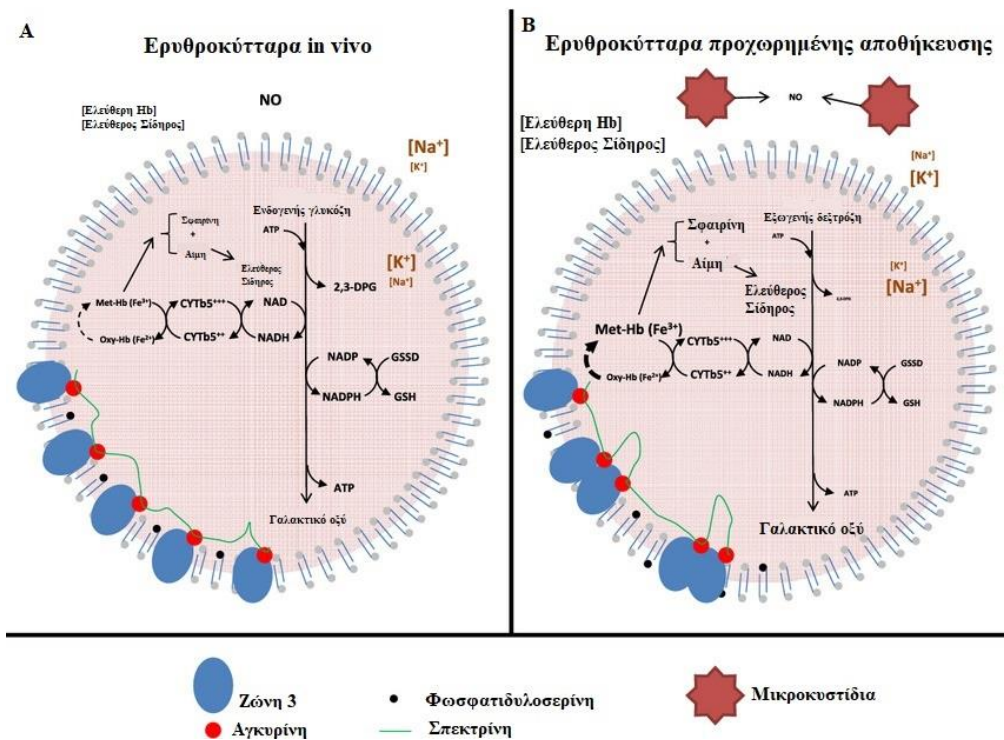 A
Ερυθροκύτταρα in vivo
NO
[Ελεύθερη Hb]
[Ελεύθερος Σίδηρος]
[Na⁺]
[K⁺]
Ενδογενής γλυκόζη
ATP
Σφαιρίνη
+
Αίμη
Ελεύθερος
Σίδηρος
[K⁺]
[Na⁺]
2,3-DPG
Met-Hb (Fe³⁺)
CYTb5⁺⁺⁺
NAD
Oxy-Hb (Fe²⁺)
CYTb5⁺⁺
NADH
NADP
GSSD
NADPH
GSH
ATP
Γαλακτικό οξύ
B
Ερυθροκύτταρα προχωρημένης αποθήκευσης
NO
[Ελεύθερη Hb]
[Ελεύθερος Σίδηρος]
[Na⁺]
[K⁺]
Εξωγενής δεξτρόζη
ATP
Σφαιρίνη
+
Αίμη
Ελεύθερος
Σίδηρος
[K⁺]
[Na⁺]
2,3-DPG
Met-Hb (Fe³⁺)
CYTb5⁺⁺⁺
NAD
Oxy-Hb (Fe²⁺)
CYTb5⁺⁺
NADH
NADP
GSSD
NADPH
GSH
ATP
Γαλακτικό οξύ
Ζώνη 3
Φωσφατιδυλοσερίνη
Μικροκυστίδια
Αγκυρίνη
Σπεκτρίνη